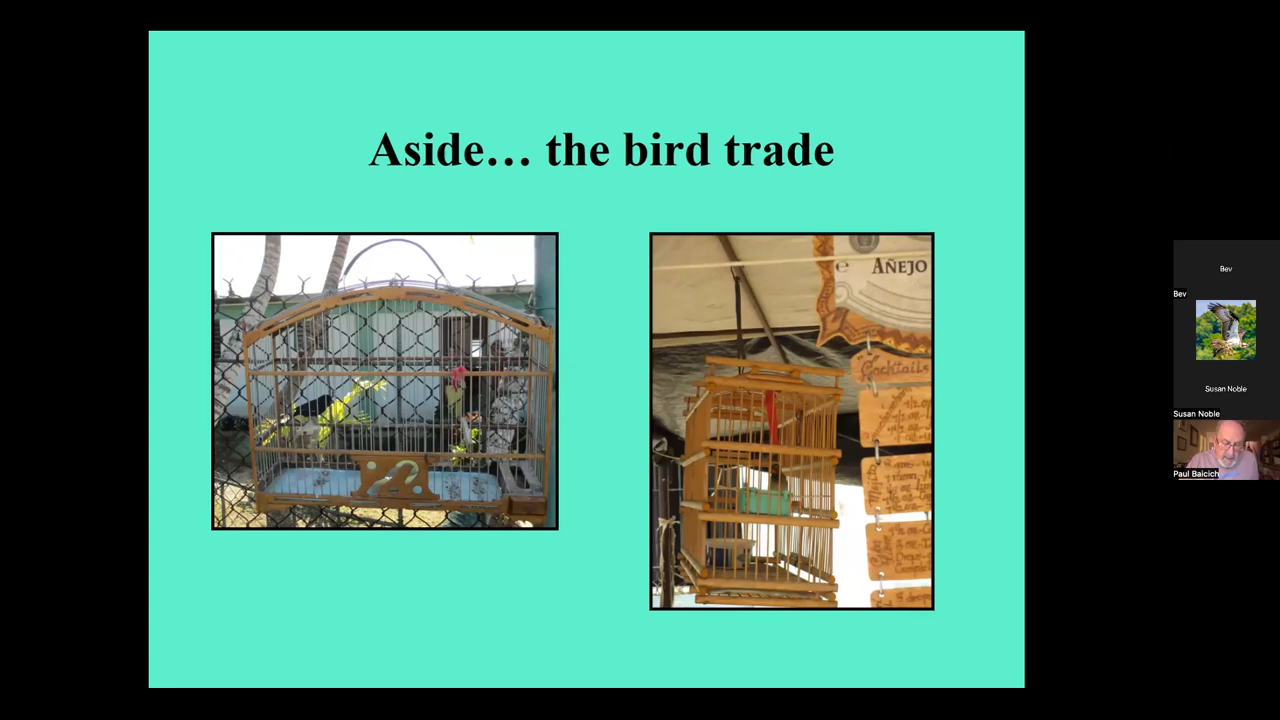 Aside… the bird trade
AÑEJO
Cocktails
Bev
Bev
Susan Noble
Susan Noble
Paul Baicich